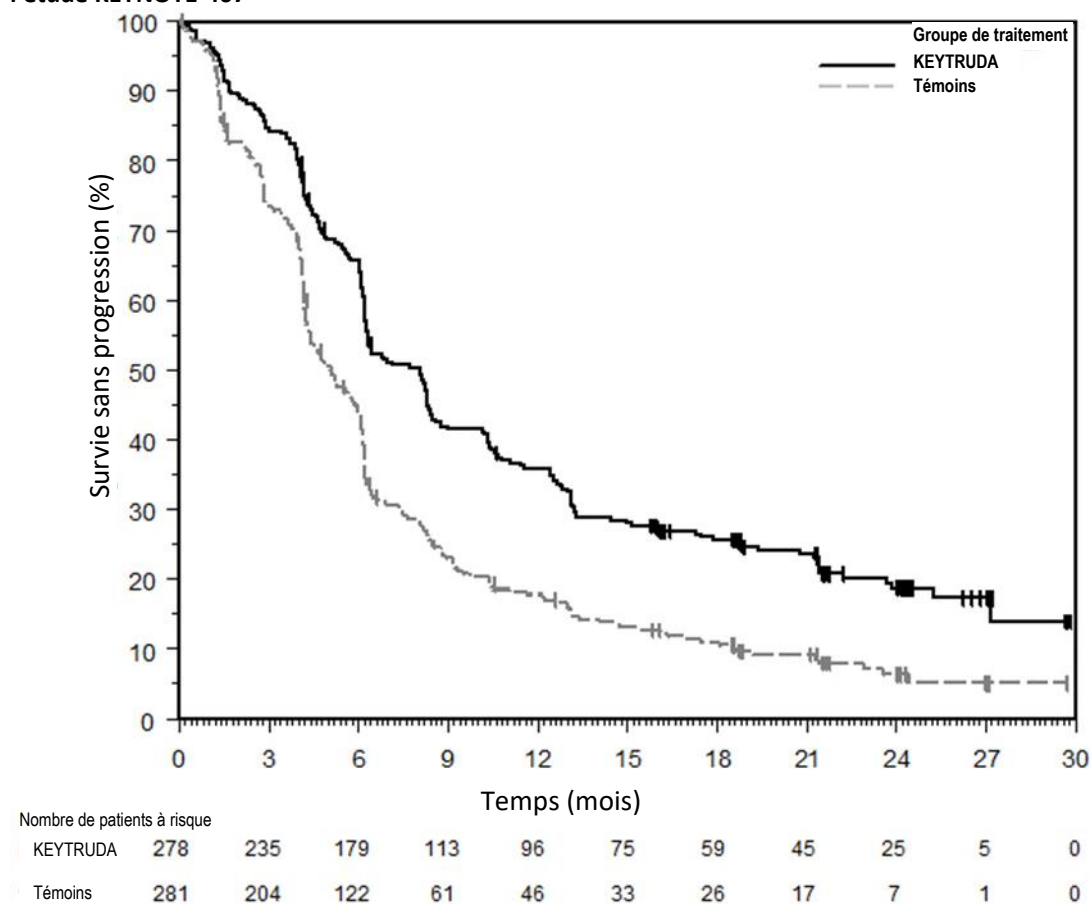 Groupe de traitement
KEYTRUDA
Témoins
Survie sans progression (%)
100
90
80
70
60
50
40
30
20
10
0
0 3 6 9 12 15 18 21 24 27 30
Temps (mois)
Nombre de patients à risque
KEYTRUDA 278 235 179 113 96 75 59 45 25 5 0
Témoins 281 204 122 61 46 33 26 17 7 1 0